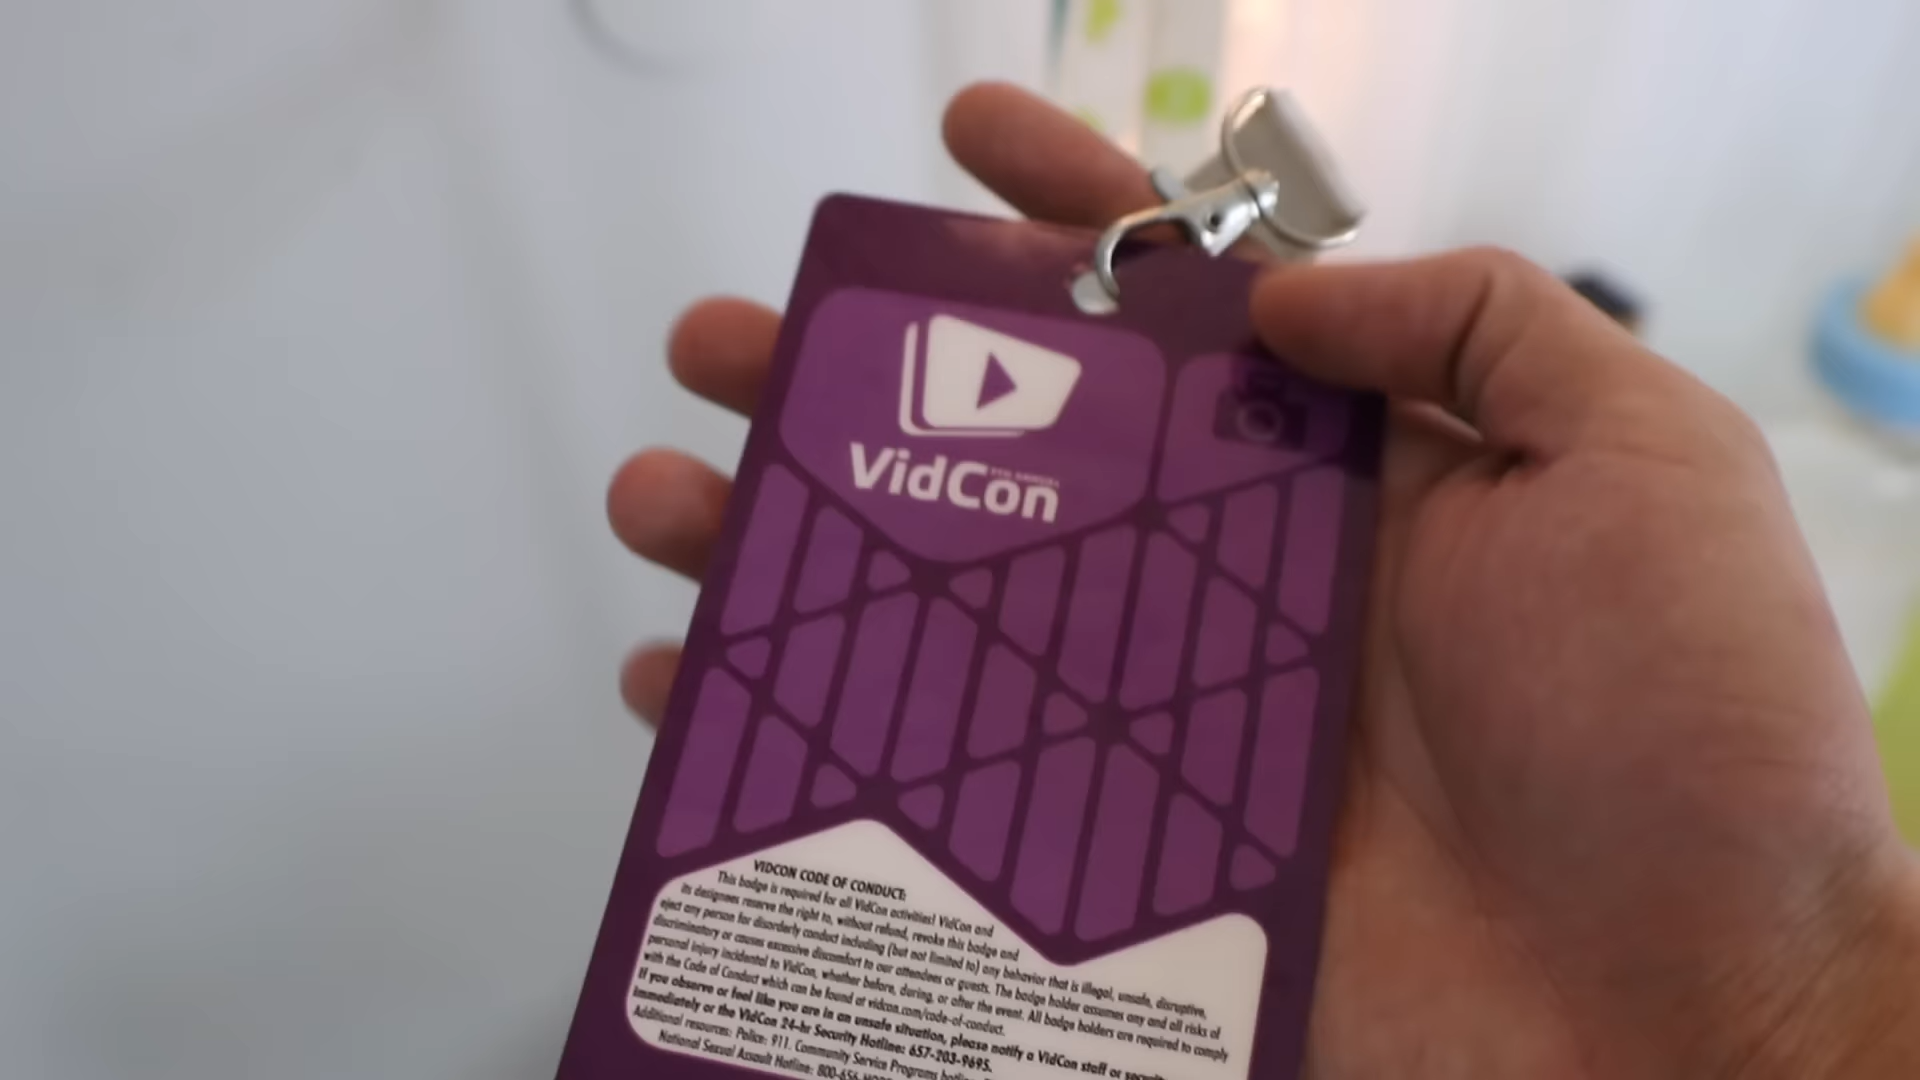 VidCon
VIDCON CODE OF CONDUCT:
This badge is required for all VidCon activities! VidCon and
its designees reserve the right to, without refund, revoke this badge and
eject any person for disorderly conduct including (but not limited to) any behavior that is illegal, unsafe, disruptive,
discriminatory or causes excessive discomfort to our attendees or guests. The badge holder assumes any and all risks of
personal injury incidental to VidCon, whether before, during, or after the event. All badge holders are required to comply
with the Code of Conduct which can be found at vidcon.com/code-of-conduct.
If you observe or feel like you are in an unsafe situation, please notify a VidCon staff or
immediately or the VidCon 24-hr Security Hotline: 657-203-9695.
Additional resources: Police: 911. Community Service Programs
National Sexual Assault Hotline: 800-656